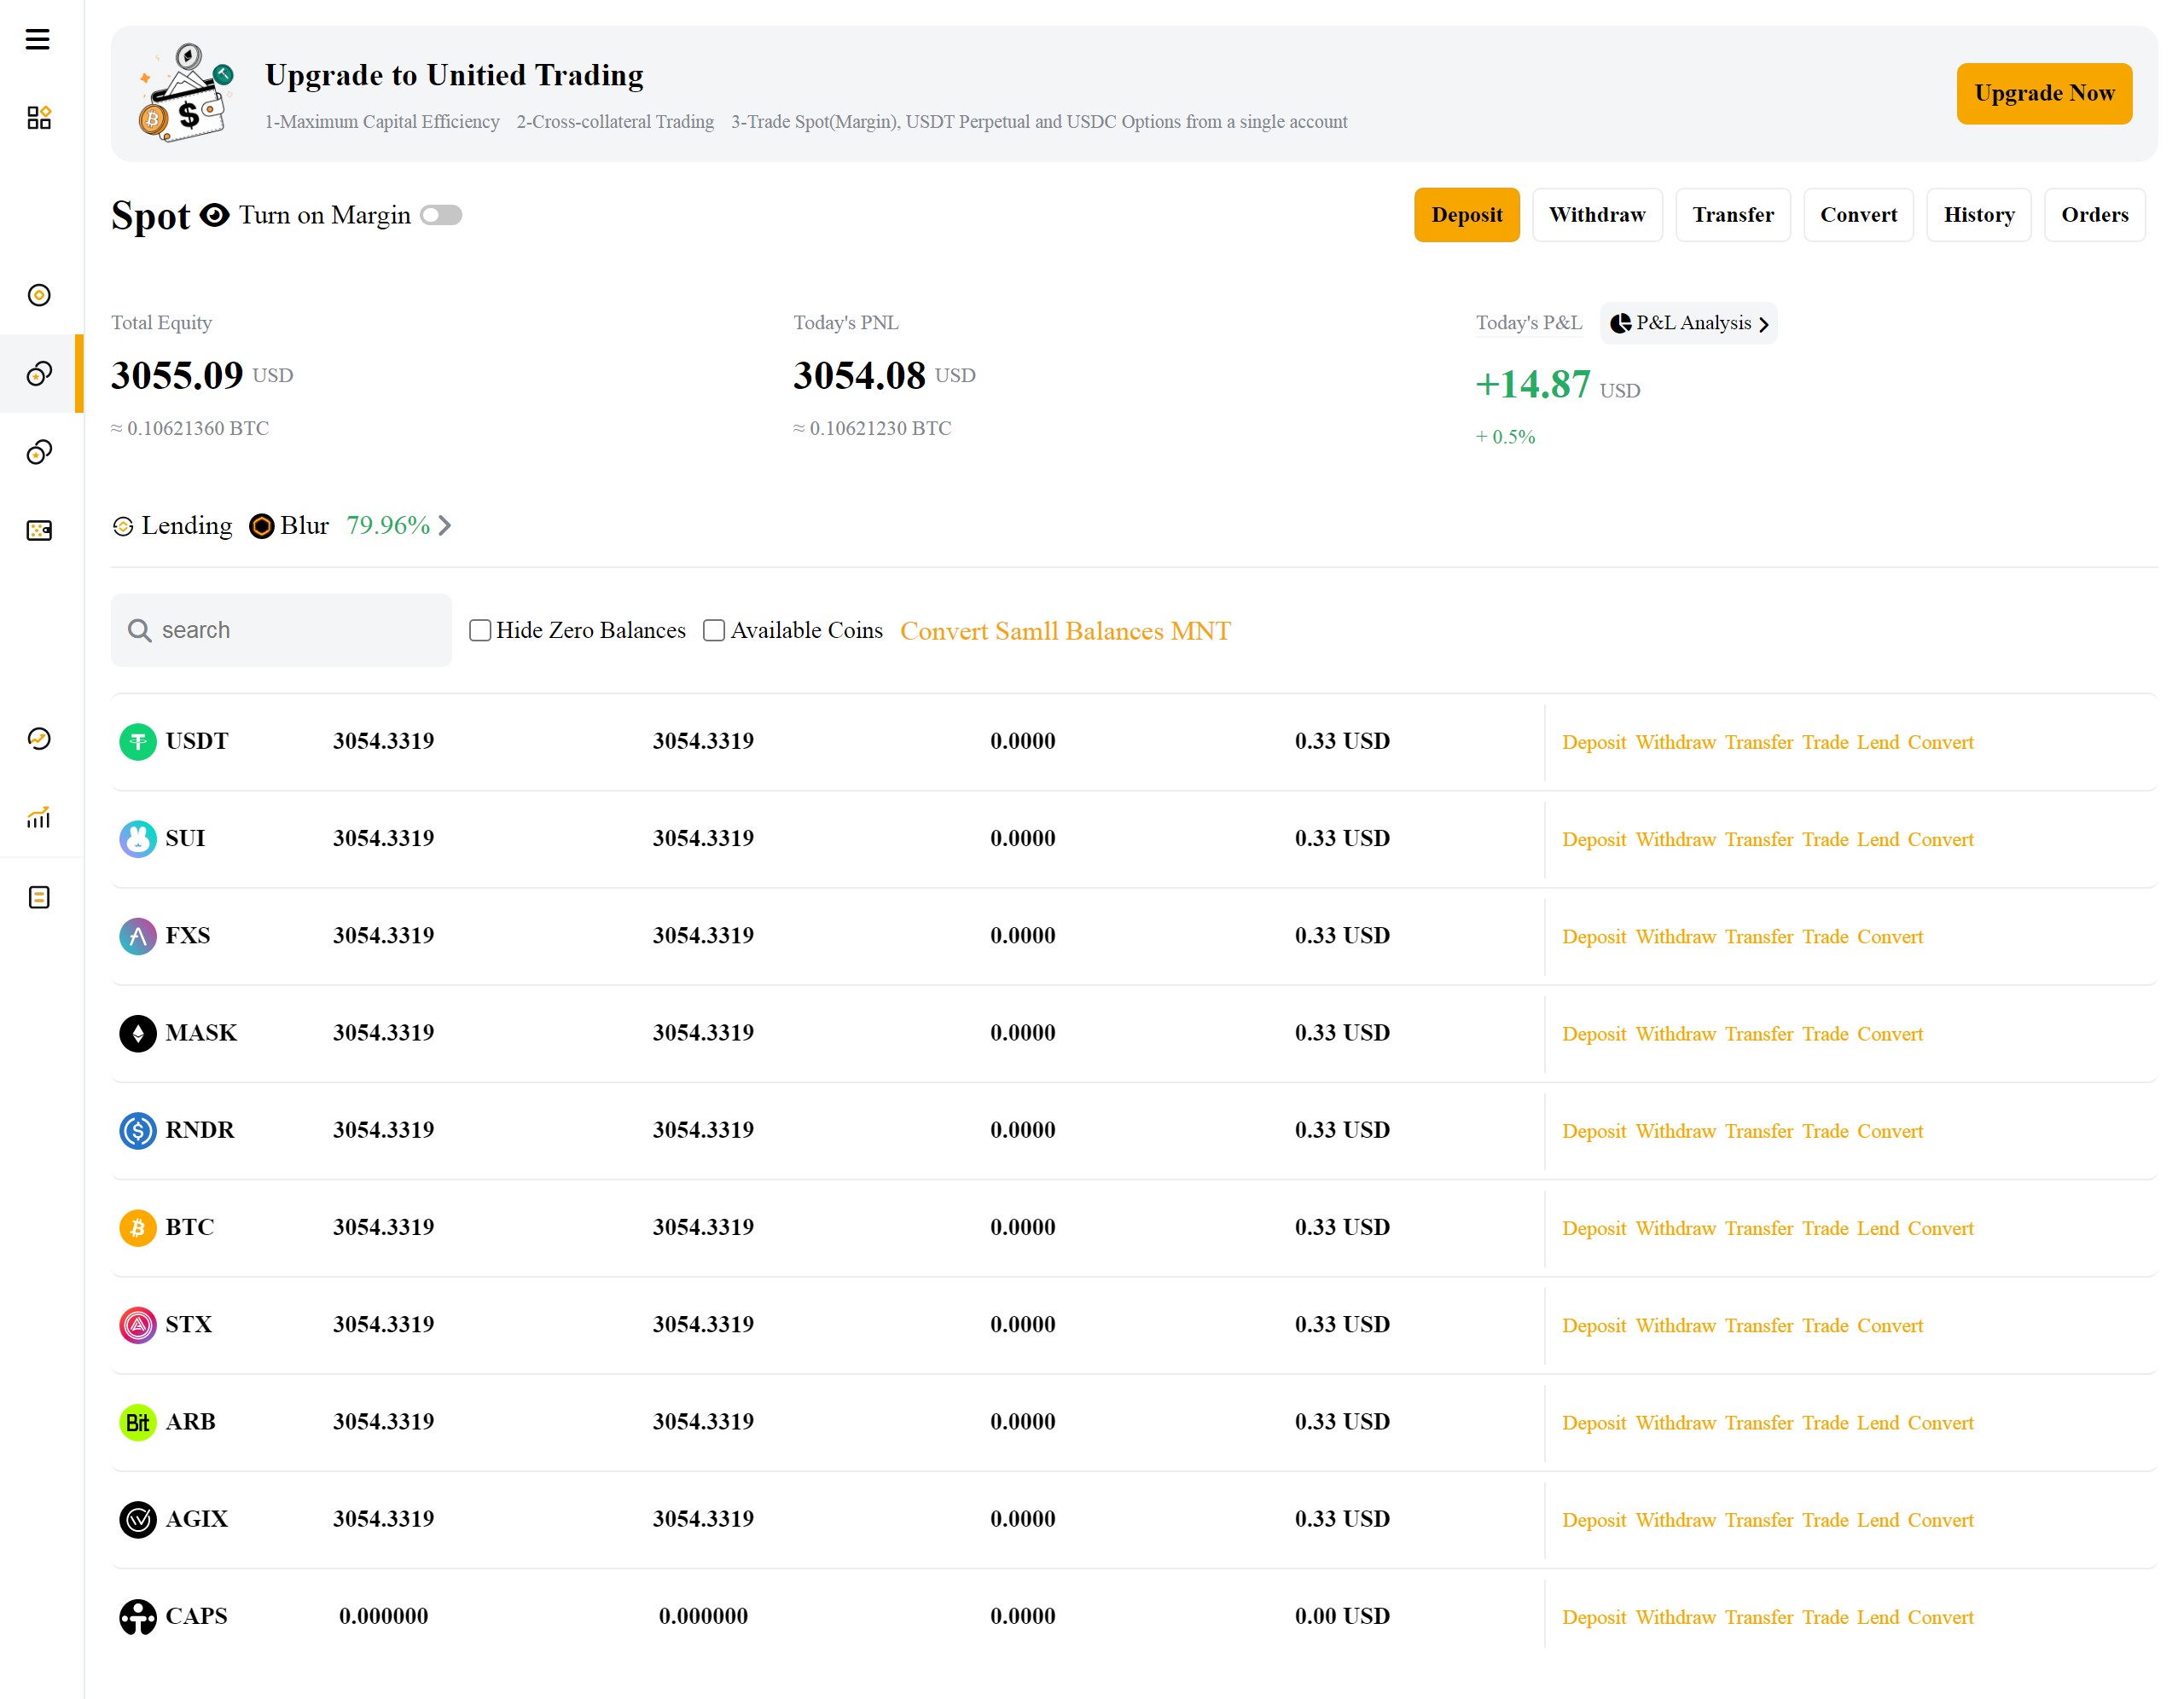 Upgrade to Unitied Trading
1-Maximum Capital Efficiency 2-Cross-collateral Trading 3-Trade Spot(Margin), USDT Perpetual and USDC Options from a single account
Upgrade Now
Spot Turn on Margin
Deposit Withdraw Transfer Convert History Orders
Total Equity
3055.09 USD
≈ 0.10621360 BTC
Today's PNL
3054.08 USD
≈ 0.10621230 BTC
Today's P&L P&L Analysis
+14.87 USD
+ 0.5%
Lending Blur 79.96%
search Hide Zero Balances Available Coins Convert Samll Balances MNT
USDT 3054.3319 3054.3319 0.0000 0.33 USD Deposit Withdraw Transfer Trade Lend Convert
SUI 3054.3319 3054.3319 0.0000 0.33 USD Deposit Withdraw Transfer Trade Lend Convert
FXS 3054.3319 3054.3319 0.0000 0.33 USD Deposit Withdraw Transfer Trade Convert
MASK 3054.3319 3054.3319 0.0000 0.33 USD Deposit Withdraw Transfer Trade Convert
RNDR 3054.3319 3054.3319 0.0000 0.33 USD Deposit Withdraw Transfer Trade Convert
BTC 3054.3319 3054.3319 0.0000 0.33 USD Deposit Withdraw Transfer Trade Lend Convert
STX 3054.3319 3054.3319 0.0000 0.33 USD Deposit Withdraw Transfer Trade Convert
Bit ARB 3054.3319 3054.3319 0.0000 0.33 USD Deposit Withdraw Transfer Trade Lend Convert
AGIX 3054.3319 3054.3319 0.0000 0.33 USD Deposit Withdraw Transfer Trade Lend Convert
CAPS 0.000000 0.000000 0.0000 0.00 USD Deposit Withdraw Transfer Trade Lend Convert